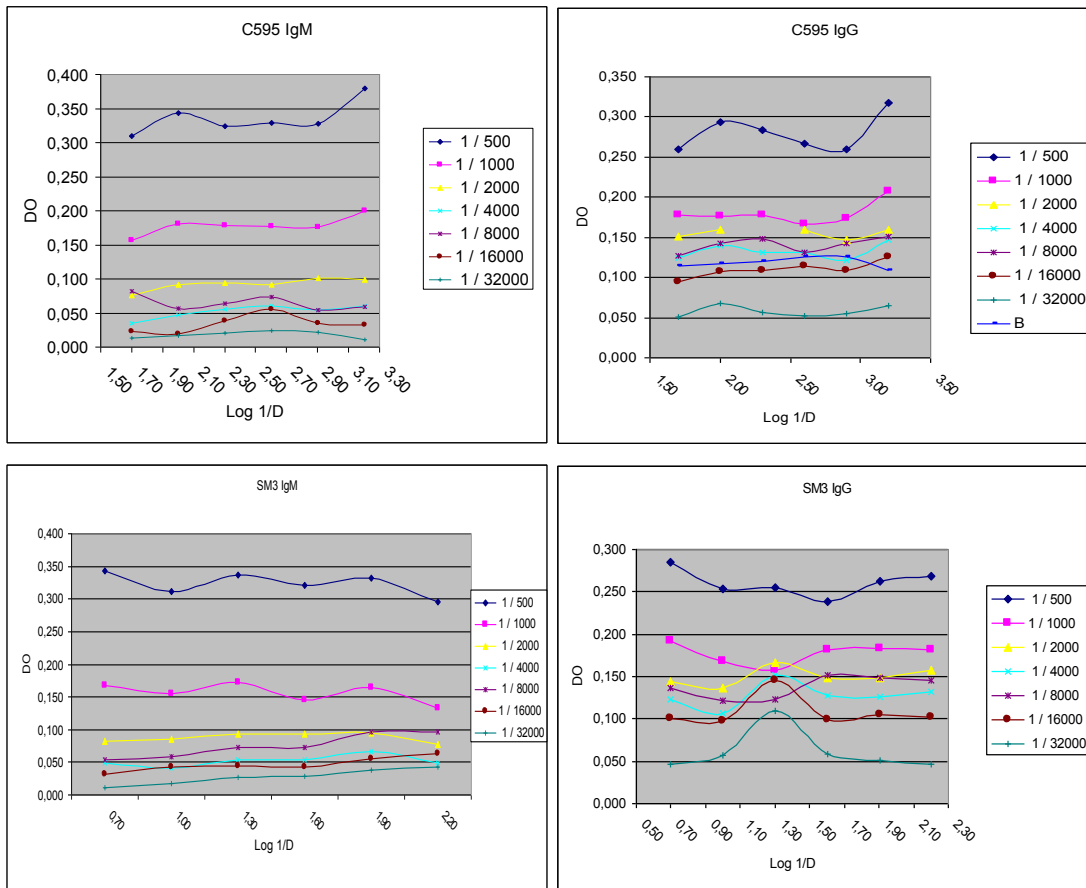 C595 IgM
0,400
0,350
0,300
0,250
0,200
0,150
0,100
0,050
0,000
DO
1,50
1,70
1,90
2,10
2,30
2,50
2,70
2,90
3,10
3,30
Log 1/D
1 / 500
1 / 1000
1 / 2000
1 / 4000
1 / 8000
1 / 16000
1 / 32000
C595 IgG
0,350
0,300
0,250
0,200
0,150
0,100
0,050
0,000
DO
1,50
2,00
2,50
3,00
3,50
Log 1/D
1 / 500
1 / 1000
1 / 2000
1 / 4000
1 / 8000
1 / 16000
1 / 32000
B
SM3 IgM
0,400
0,350
0,300
0,250
0,200
0,150
0,100
0,050
0,000
DO
0,70
1,00
1,30
1,60
1,90
2,20
Log 1/D
1 / 500
1 / 1000
1 / 2000
1 / 4000
1 / 8000
1 / 16000
1 / 32000
SM3 IgG
0,300
0,250
0,200
0,150
0,100
0,050
0,000
DO
0,50
0,70
0,90
1,10
1,30
1,50
1,70
1,90
2,10
2,30
Log 1/D
1 / 500
1 / 1000
1 / 2000
1 / 4000
1 / 8000
1 / 16000
1 / 32000